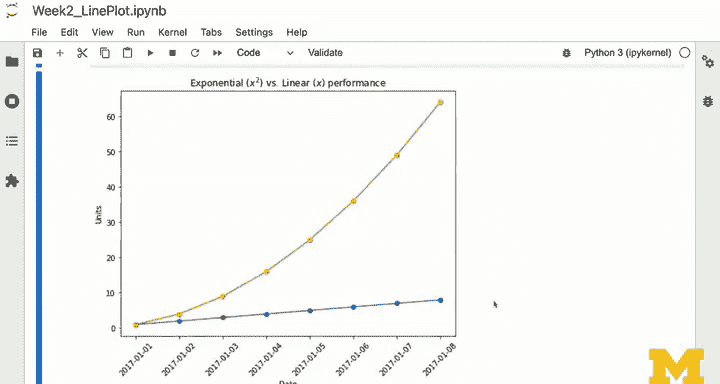 Week2_LinePlot.ipynb
File Edit View Run Kernel Tabs Settings Help
Code Validate Python 3 (ipykernel)
Exponential (x²) vs. Linear (x) performance
60
50
40
30
20
10
0
Units
2017-01-01 2017-01-02 2017-01-03 2017-01-04 2017-01-05 2017-01-06 2017-01-07 2017-01-08
Date
M